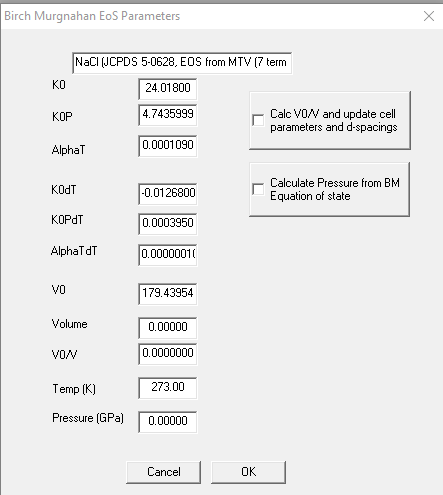 Birch Murgnahan EoS Parameters
NaCl (JCPDS 5-0628, EOS from MTV (7 term
K0 24.01800
K0P 4.7435999
AlphaT 0.0001090
K0dT -0.0126800
K0PdT 0.0003950
AlphaTdT 0.0000001(
V0 179.43954
Volume 0.00000
V0/V 0.0000000
Temp (K) 273.00
Pressure (GPa) 0.00000
Calc V0/V and update cell
parameters and d-spacings
Calculate Pressure from BM
Equation of state
Cancel OK